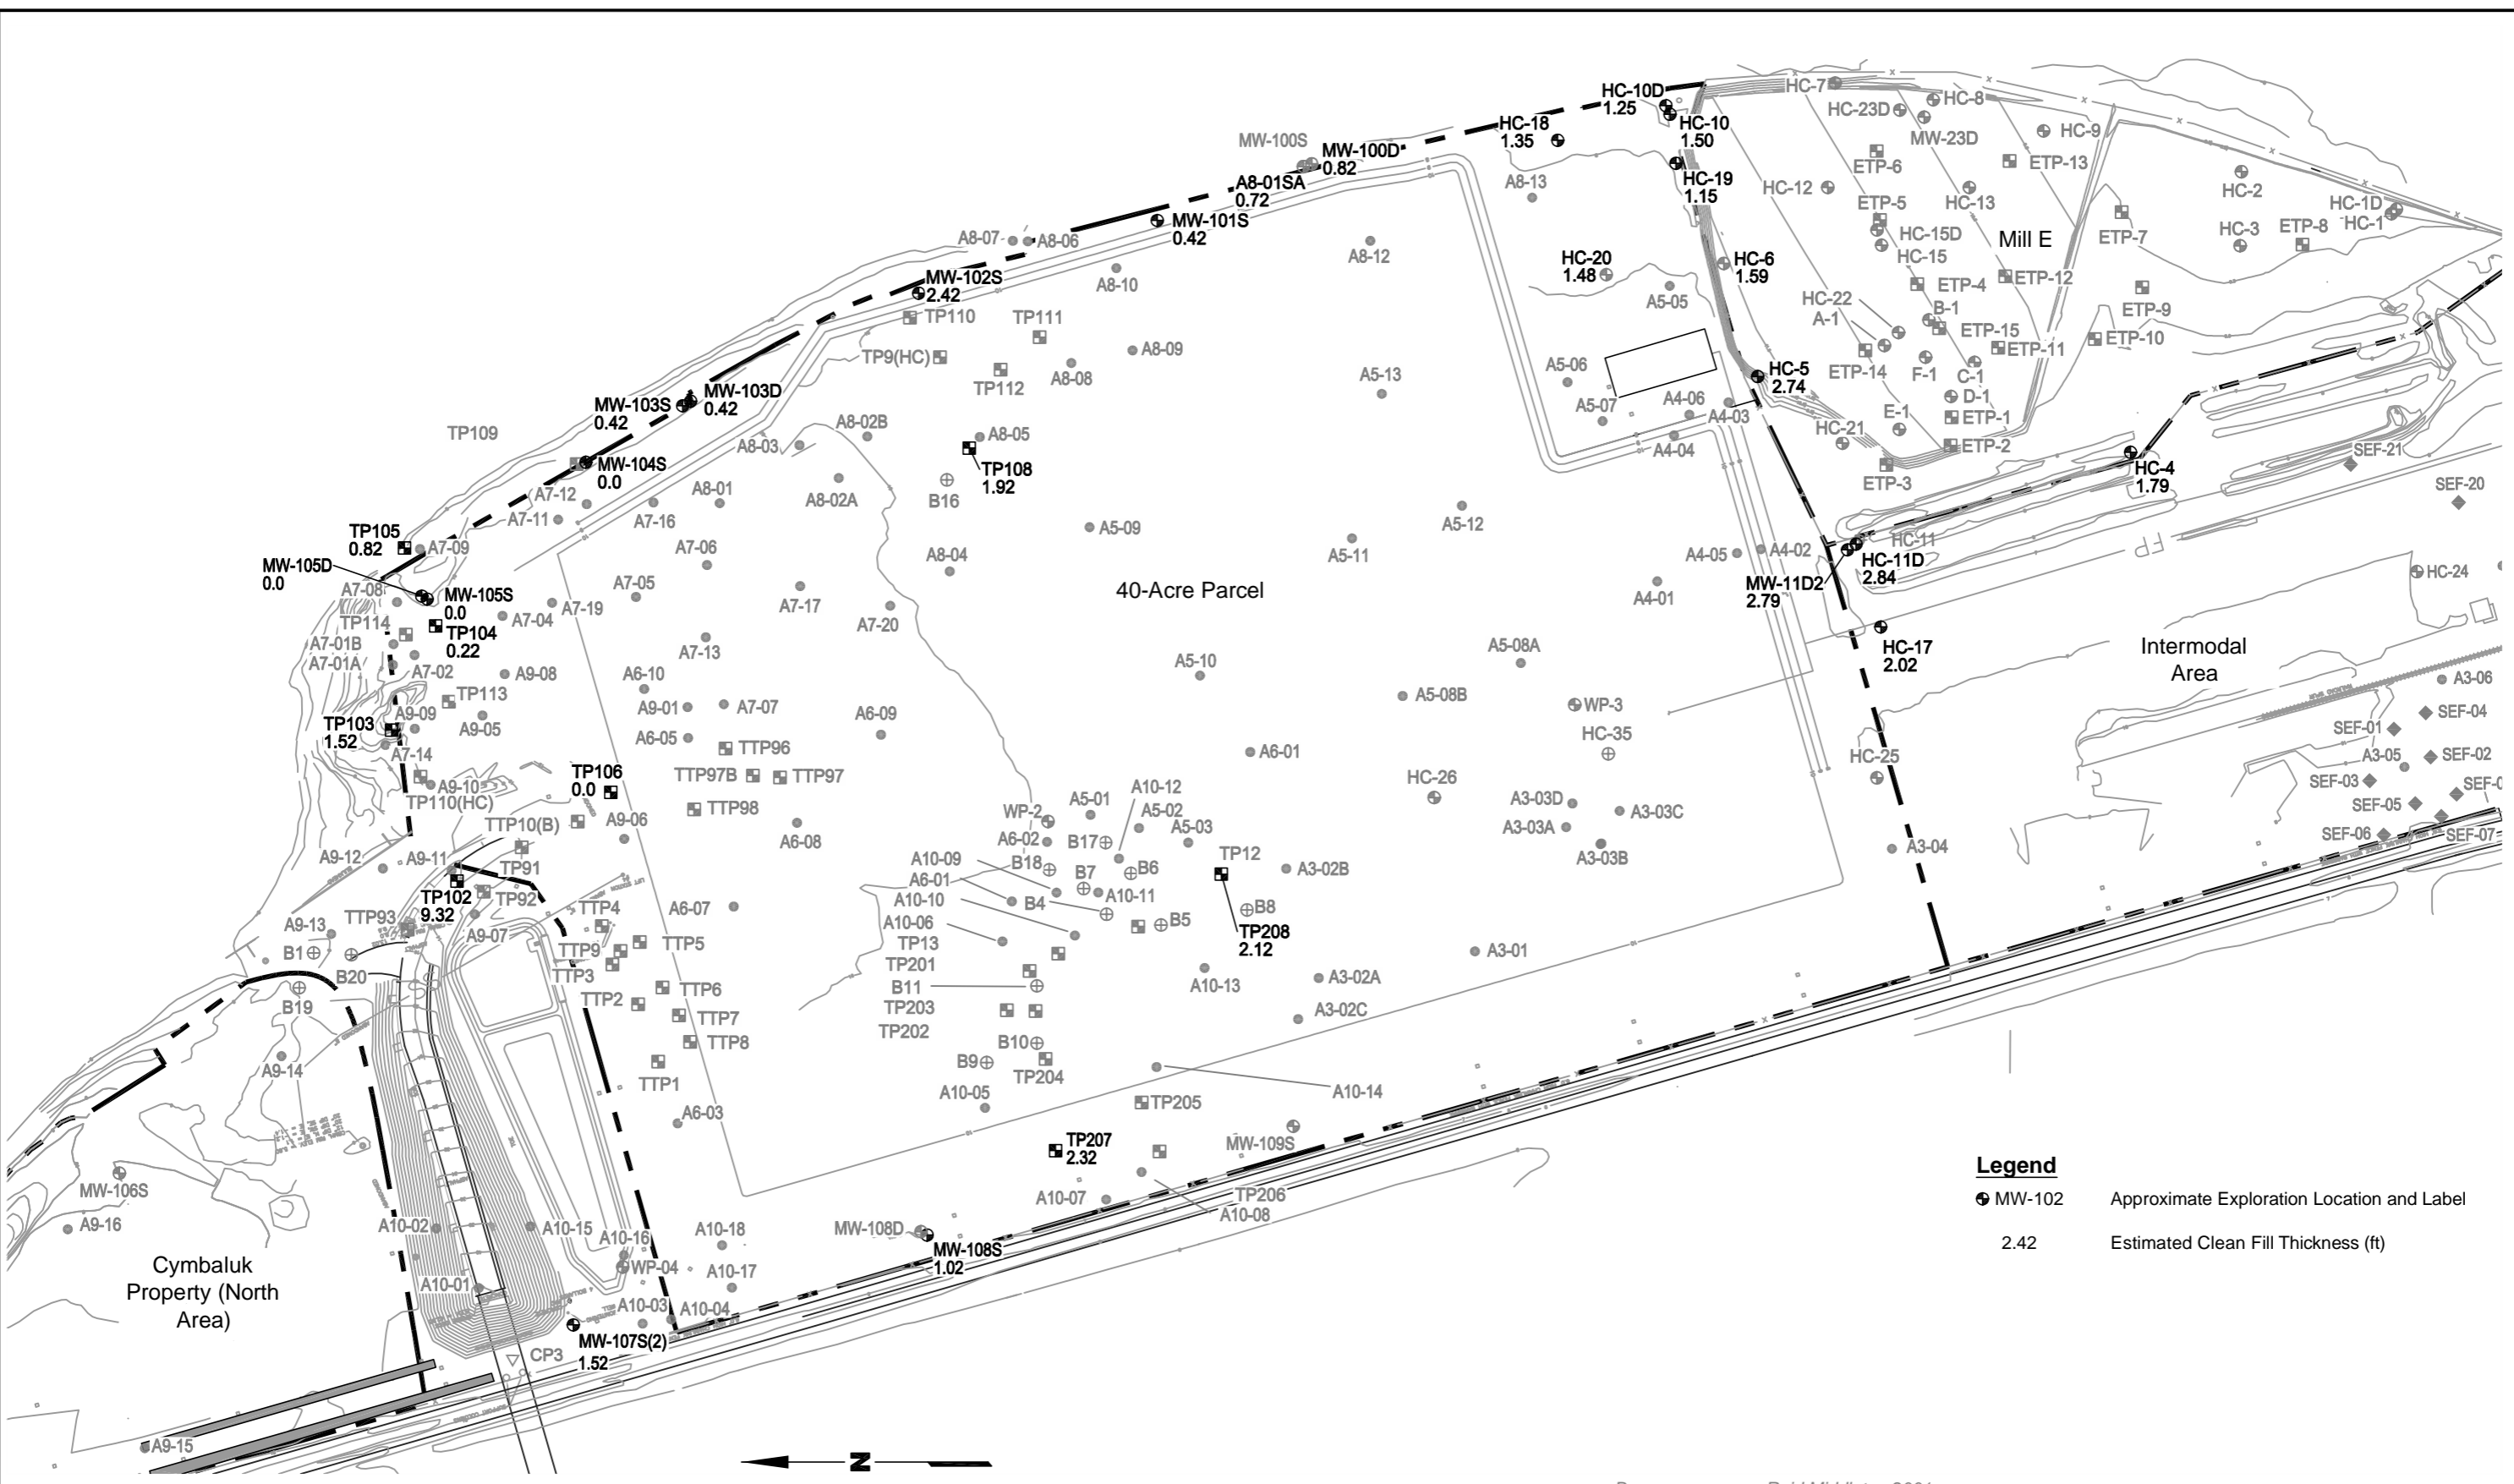 HC-7
HC-10D
1.25
HC-23D
HC-8
HC-18
1.35
HC-10
1.50
MW-23D
HC-9
MW-100S
MW-100D
0.82
ETP-6
ETP-13
A8-01SA
0.72
A8-13
HC-19
1.15
HC-12
HC-2
ETP-5
HC-13
HC-1D
HC-1
MW-101S
0.42
A8-07
A8-06
HC-15D
HC-15
Mill E
ETP-7
HC-3
ETP-8
A8-12
HC-20
1.48
HC-6
1.59
MW-102S
2.42
A8-10
A5-05
ETP-4
ETP-12
HC-22
A-1
B-1
ETP-9
TP110
TP111
ETP-15
ETP-11
ETP-10
TP9(HC)
A8-09
TP112
A8-08
A5-06
A5-13
HC-5
2.74
ETP-14
F-1
C-1
MW-103S
0.42
MW-103D
0.42
A5-07
A4-06
A4-03
D-1
E-1
ETP-1
TP109
A8-02B
A8-03
A8-05
HC-21
ETP-2
SEF-21
A4-04
MW-104S
0.0
TP108
1.92
ETP-3
HC-4
1.79
SEF-20
A7-12
A8-01
A8-02A
B16
A7-11
A7-16
A5-12
A5-09
TP105
0.82
A7-09
A7-06
A8-04
A5-11
A4-05
A4-02
HC-11
FP
HC-11D
2.84
HC-24
MW-105D
0.0
MW-11D2
2.79
A7-08
MW-105S
0.0
A7-05
A7-19
A7-17
40-Acre Parcel
A4-01
TP114
A7-04
A7-20
A7-01B
TP104
0.22
A7-01A
A7-13
HC-17
2.02
Intermodal
Area
A5-08A
A7-02
A9-08
A6-10
A5-10
A3-06
TP113
A9-01
A7-07
A5-08B
WP-3
TP103
1.52
A9-09
A9-05
A6-05
A6-09
SEF-04
SEF-01
HC-35
A7-14
TTP96
A6-01
HC-25
A3-05
SEF-02
TTP97B
TTP97
HC-26
SEF-03
A9-10
TP106
0.0
TP110(HC)
A10-12
A3-03D
A3-03C
SEF-05
TTP98
A5-01
WP-2
A5-02
TTP10(B)
A9-06
A6-08
A5-03
A3-03A
SEF-06
SEF-07
A6-02
B17
A3-04
A9-12
A9-11
A10-09
B18
TP12
A3-03B
TP91
A6-01
B7
B6
A3-02B
TP102
9.32
TP92
A10-10
B4
A10-11
A6-07
TTP93
TTP4
A10-06
B5
B8
A9-13
A9-07
TP208
2.12
B1
TTP9
TTP5
TP13
A3-01
B20
TTP3
TP201
TTP6
A10-13
A3-02A
B11
TTP2
B19
TP203
TTP7
A3-02C
TP202
TTP8
B10
A9-14
TTP1
B9
TP204
A10-14
A10-05
TP205
A6-03
TP207
2.32
MW-109S
Legend
MW-102 Approximate Exploration Location and Label
2.42 Estimated Clean Fill Thickness (ft)
MW-106S
A10-07
TP206
A10-08
A9-16
A10-02
A10-15
A10-16
A10-18
MW-108D
MW-108S
1.02
Cymbaluk
Property (North
Area)
WP-04
A10-01
A10-17
A10-03
A10-04
MW-107S(2)
1.52
CP3
A9-15
N